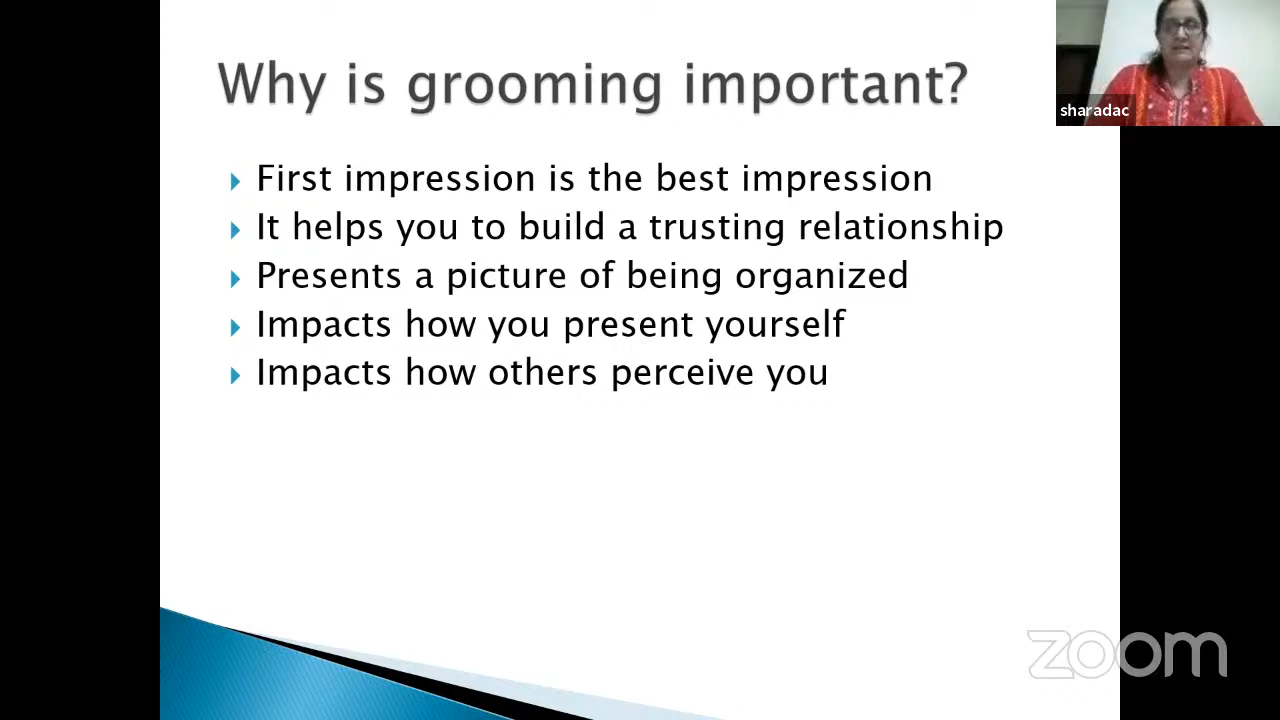 Why is grooming important?
First impression is the best impression
It helps you to build a trusting relationship
Presents a picture of being organized
Impacts how you present yourself
Impacts how others perceive you
sharadac
zoom